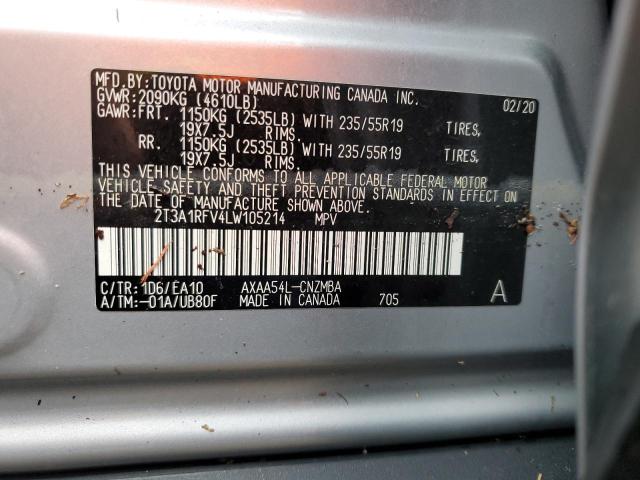 MFD.BY:TOYOTA MOTOR MANUFACTURING CANADA INC.
GVWR:2090KG (4610LB) 02/20
GAWR:FRT. 1150KG (2535LB) WITH 235/55R19 TIRES,
19X7.5J RIMS.
RR. 1150KG (2535LB) WITH 235/55R19 TIRES,
19X7.5J RIMS.
THIS VEHICLE CONFORMS TO ALL APPLICABLE FEDERAL MOTOR
VEHICLE SAFETY AND THEFT PREVENTION STANDARDS IN EFFECT ON
THE DATE OF MANUFACTURE SHOWN ABOVE.
2T3A1RFV4LW105214 MPV
C/TR:1D6/EA10 AXAA54L-CNZMBA
A/TM:-01A/UB80F MADE IN CANADA 705 A